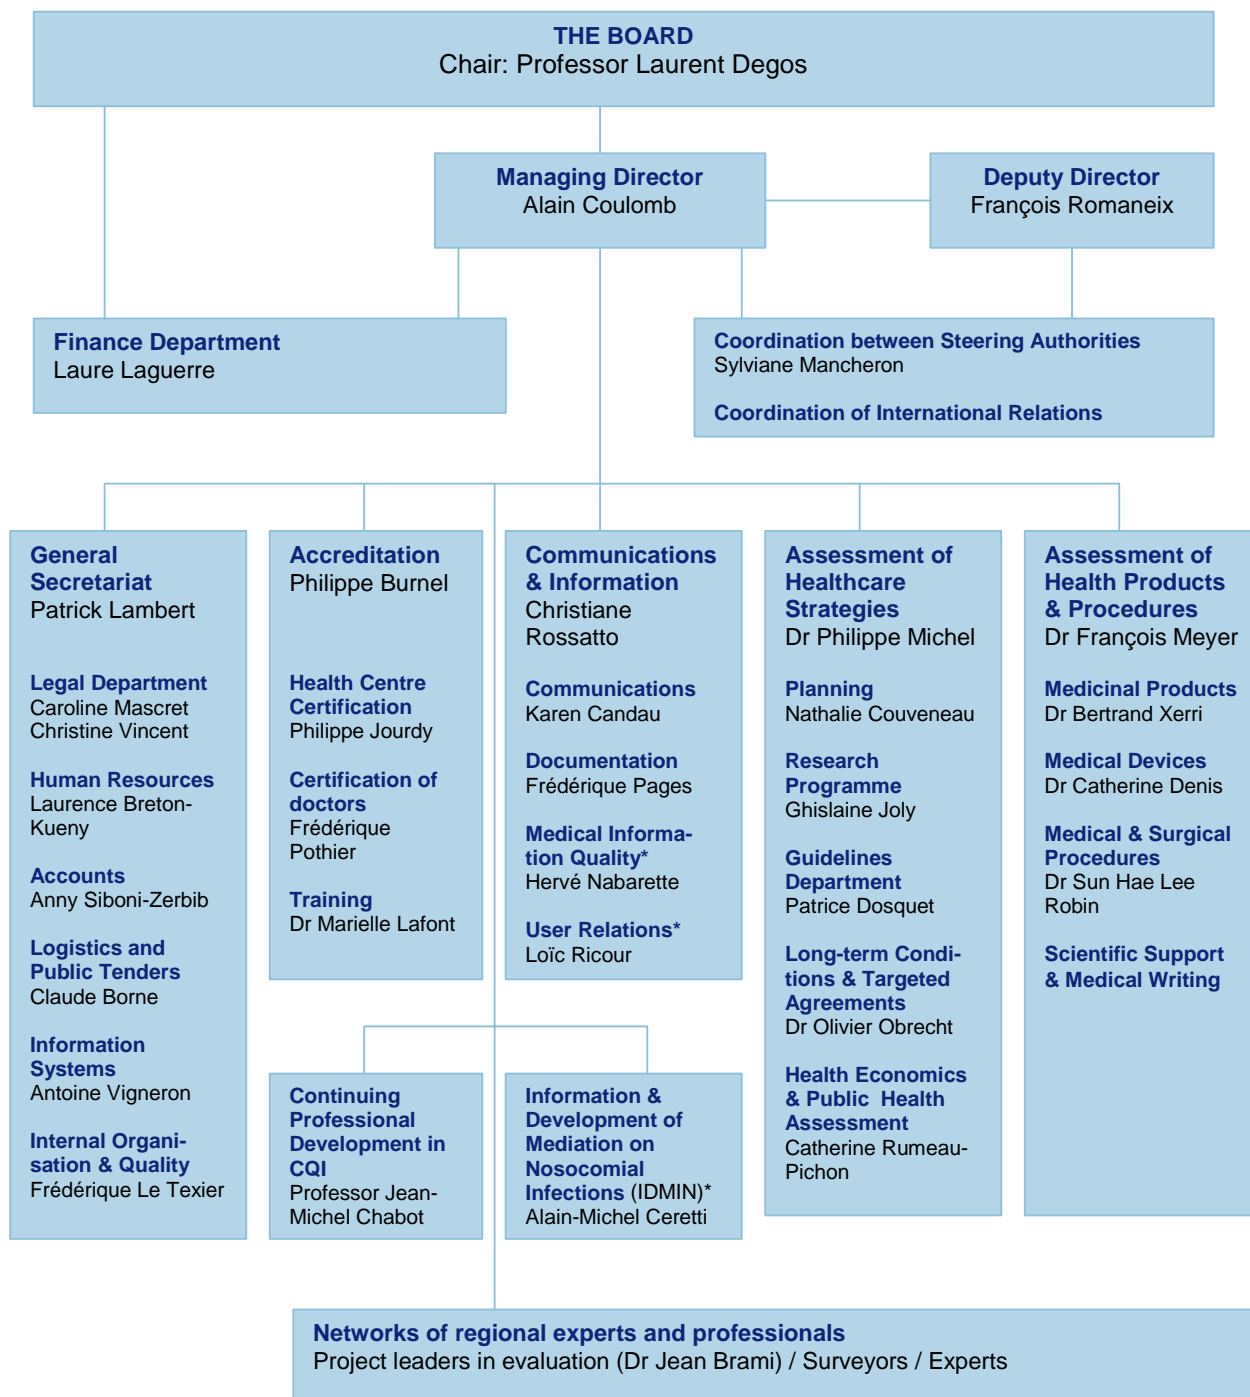 THE BOARD
Chair: Professor Laurent Degos
Managing Director
Alain Coulomb
Deputy Director
François Romaneix
Finance Department
Laure Laguerre
Coordination between Steering Authorities
Sylviane Mancheron
Coordination of International Relations
General
Secretariat
Patrick Lambert
Legal Department
Caroline Mascret
Christine Vincent
Human Resources
Laurence Breton-
Kueny
Accounts
Anny Siboni-Zerbib
Logistics and
Public Tenders
Claude Borne
Information
Systems
Antoine Vigneron
Internal Organi-
sation & Quality
Frédérique Le Texier
Accreditation
Philippe Burnel
Health Centre
Certification
Philippe Jourdy
Certification of
doctors
Frédérique
Pothier
Training
Dr Marielle Lafont
Communications
& Information
Christiane
Rossatto
Communications
Karen Candau
Documentation
Frédérique Pages
Medical Informa-
tion Quality*
Hervé Nabarette
User Relations*
Loïc Ricour
Assessment of
Healthcare
Strategies
Dr Philippe Michel
Planning
Nathalie Couveneau
Research
Programme
Ghislaine Joly
Guidelines
Department
Patrice Dosquet
Long-term Condi-
tions & Targeted
Agreements
Dr Olivier Obrecht
Health Economics
& Public Health
Assessment
Catherine Rumeau-
Pichon
Assessment of
Health Products
& Procedures
Dr François Meyer
Medicinal Products
Dr Bertrand Xerri
Medical Devices
Dr Catherine Denis
Medical & Surgical
Procedures
Dr Sun Hae Lee
Robin
Scientific Support
& Medical Writing
Continuing
Professional
Development in
CQI
Professor Jean-
Michel Chabot
Information &
Development of
Mediation on
Nosocomial
Infections (IDMIN)*
Alain-Michel Ceretti
Networks of regional experts and professionals
Project leaders in evaluation (Dr Jean Brami) / Surveyors / Experts